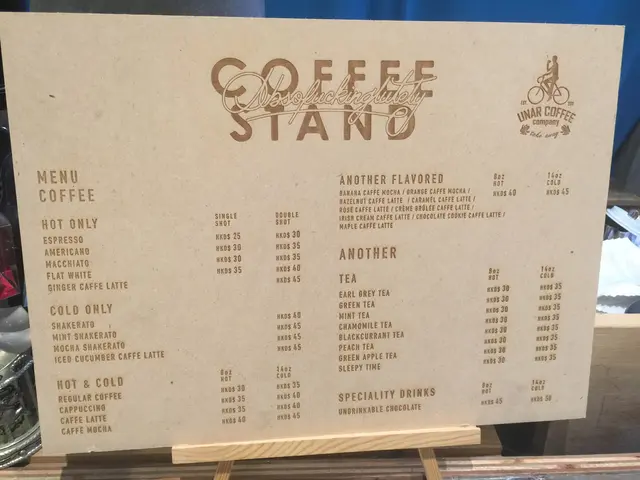 COFFEE
Absofuckinglutely
STAND
UNAR COFFEE
company
take away
MENU
COFFEE
HOT ONLY SINGLE SHOT DOUBLE SHOT
ESPRESSO HKD$ 25 HKD$ 30
AMERICANO HKD$ 30 HKD$ 35
MACCHIATO HKD$ 30 HKD$ 35
FLAT WHITE HKD$ 35 HKD$ 40
GINGER CAFFE LATTE HKD$ 45
COLD ONLY
SHAKERATO HKD$ 40
MINT SHAKERATO HKD$ 45
MOCHA SHAKERATO HKD$ 45
ICED CUCUMBER CAFFE LATTE HKD$ 45
HOT & COLD 8oz HOT 14oz COLD
REGULAR COFFEE HKD$ 30 HKD$ 35
CAPPUCCINO HKD$ 35 HKD$ 40
CAFFE LATTE HKD$ 35 HKD$ 40
CAFFE MOCHA HKD$ 40 HKD$ 45
ANOTHER FLAVORED 8oz HOT 14oz COLD
BANANA CAFFE MOCHA / ORANGE CAFFE MOCHA / HKD$ 40 HKD$ 45
HAZELNUT CAFFE LATTE / CARAMEL CAFFE LATTE /
ROSE CAFFE LATTE / CRÈME BRÛLÉE CAFFE LATTE /
IRISH CREAM CAFFE LATTE / CHOCOLATE COOKIE CAFFE LATTE /
MAPLE CAFFE LATTE
ANOTHER
TEA 8oz HOT 14oz COLD
EARL GREY TEA HKD$ 30 HKD$ 35
GREEN TEA HKD$ 30 HKD$ 35
MINT TEA HKD$ 30 HKD$ 35
CHAMOMILE TEA HKD$ 30 HKD$ 35
BLACKCURRANT TEA HKD$ 30 HKD$ 35
PEACH TEA HKD$ 30 HKD$ 35
GREEN APPLE TEA HKD$ 30 HKD$ 35
SLEEPY TIME HKD$ 30 HKD$ 35
SPECIALITY DRINKS 8oz HOT 14oz COLD
UNDRINKABLE CHOCOLATE HKD$ 45 HKD$ 50